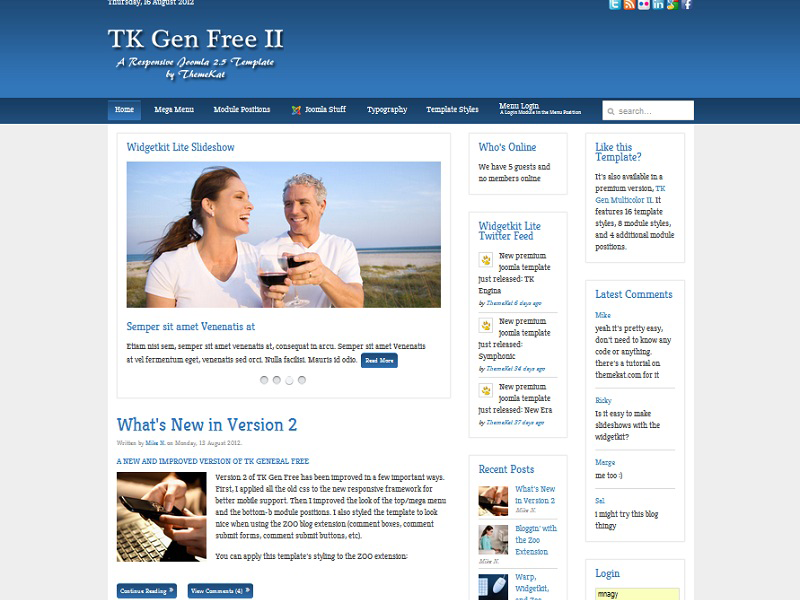 Thursday, 16 August 2012
TK Gen Free II
A Responsive Joomla 2.5 Template
by ThemeKat
Home
Mega Menu
Module Positions
Joomla Stuff
Typography
Template Styles
Menu Login
A Login Module in the Menu Position
search...
Widgetkit Lite Slideshow
Semper sit amet Venenatis at
Etiam nisi sem, semper sit amet venenatis at, consequat in arcu. Semper sit amet Venenatis
at vel fermentum eget, venenatis sed orci. Nulla facilisi. Mauris id odio. Read More
What's New in Version 2
Written by Mike N. on Monday, 13 August 2012.
A NEW AND IMPROVED VERSION OF TK GENERAL FREE
Version 2 of TK Gen Free has been improved in a few important ways.
First, I applied all the old css to the new responsive framework for
better mobile support. Then I improved the look of the top/mega menu
and the bottom-b module positions. I also styled the template to look
nice when using the ZOO blog extension (comment boxes, comment
submit forms, comment submit buttons, etc).
You can apply this template's styling to the ZOO extension:
Continue Reading »
View Comments (4) »
Who's Online
We have 5 guests and
no members online
Widgetkit Lite
Twitter Feed
New premium
joomla template
just released: TK
Engina
by ThemeKat 6 days ago
New premium
joomla template
just released:
Symphonic
by ThemeKat 34 days ago
New premium
joomla template
just released: New Era
by ThemeKat 37 days ago
Recent Posts
What's New
in Version 2
Mike N.
Bloggin' with
the Zoo
Extension
Mike N.
Warp,
Widgetkit,
and Zoo
Like this
Template?
It's also available in a
premium version, TK
Gen Multicolor II. It
features 16 template
styles, 8 module styles,
and 4 additional module
positions.
Latest Comments
Mike
yeah it's pretty easy,
don't need to know any
code or anything.
there's a tutorial on
themekat.com for it
Ricky
Is it easy to make
slideshows with the
widgetkit?
Marge
me too :)
Sal
I might try this blog
thingy
Login
mnagy